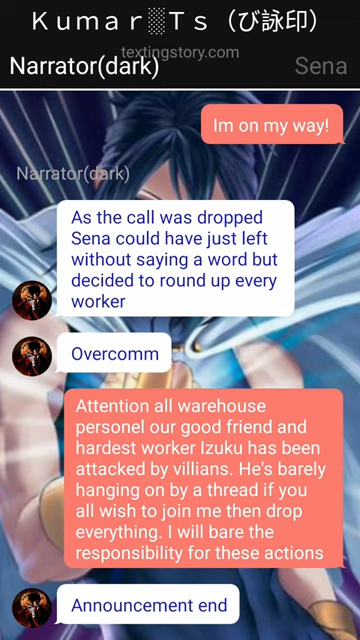 Ｋｕｍａｒ░Ｔｓ（び詠印）
textingstory.com
Narrator(dark)
Sena
Im on my way!
Narrator(dark)
As the call was dropped
Sena could have just left
without saying a word but
decided to round up every
worker
Overcomm
Attention all warehouse
personel our good friend and
hardest worker Izuku has been
attacked by villians. He's barely
hanging on by a thread if you
all wish to join me then drop
everything. I will bare the
responsibility for these actions
Announcement end